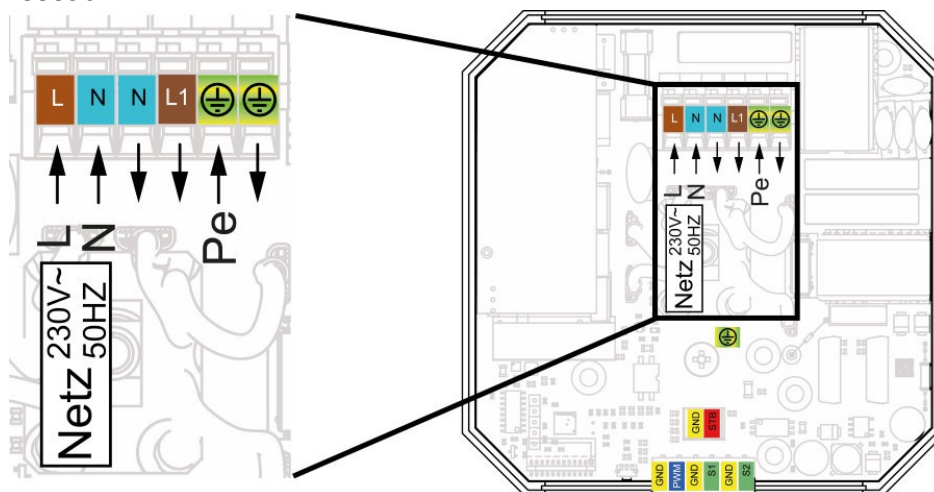 L N N L1
L
N
Pe
Netz 230V~
50HZ
L N N L1
L
N
Pe
Netz 230V~
50HZ
GND STB
GND PWM GND S1 GND S2